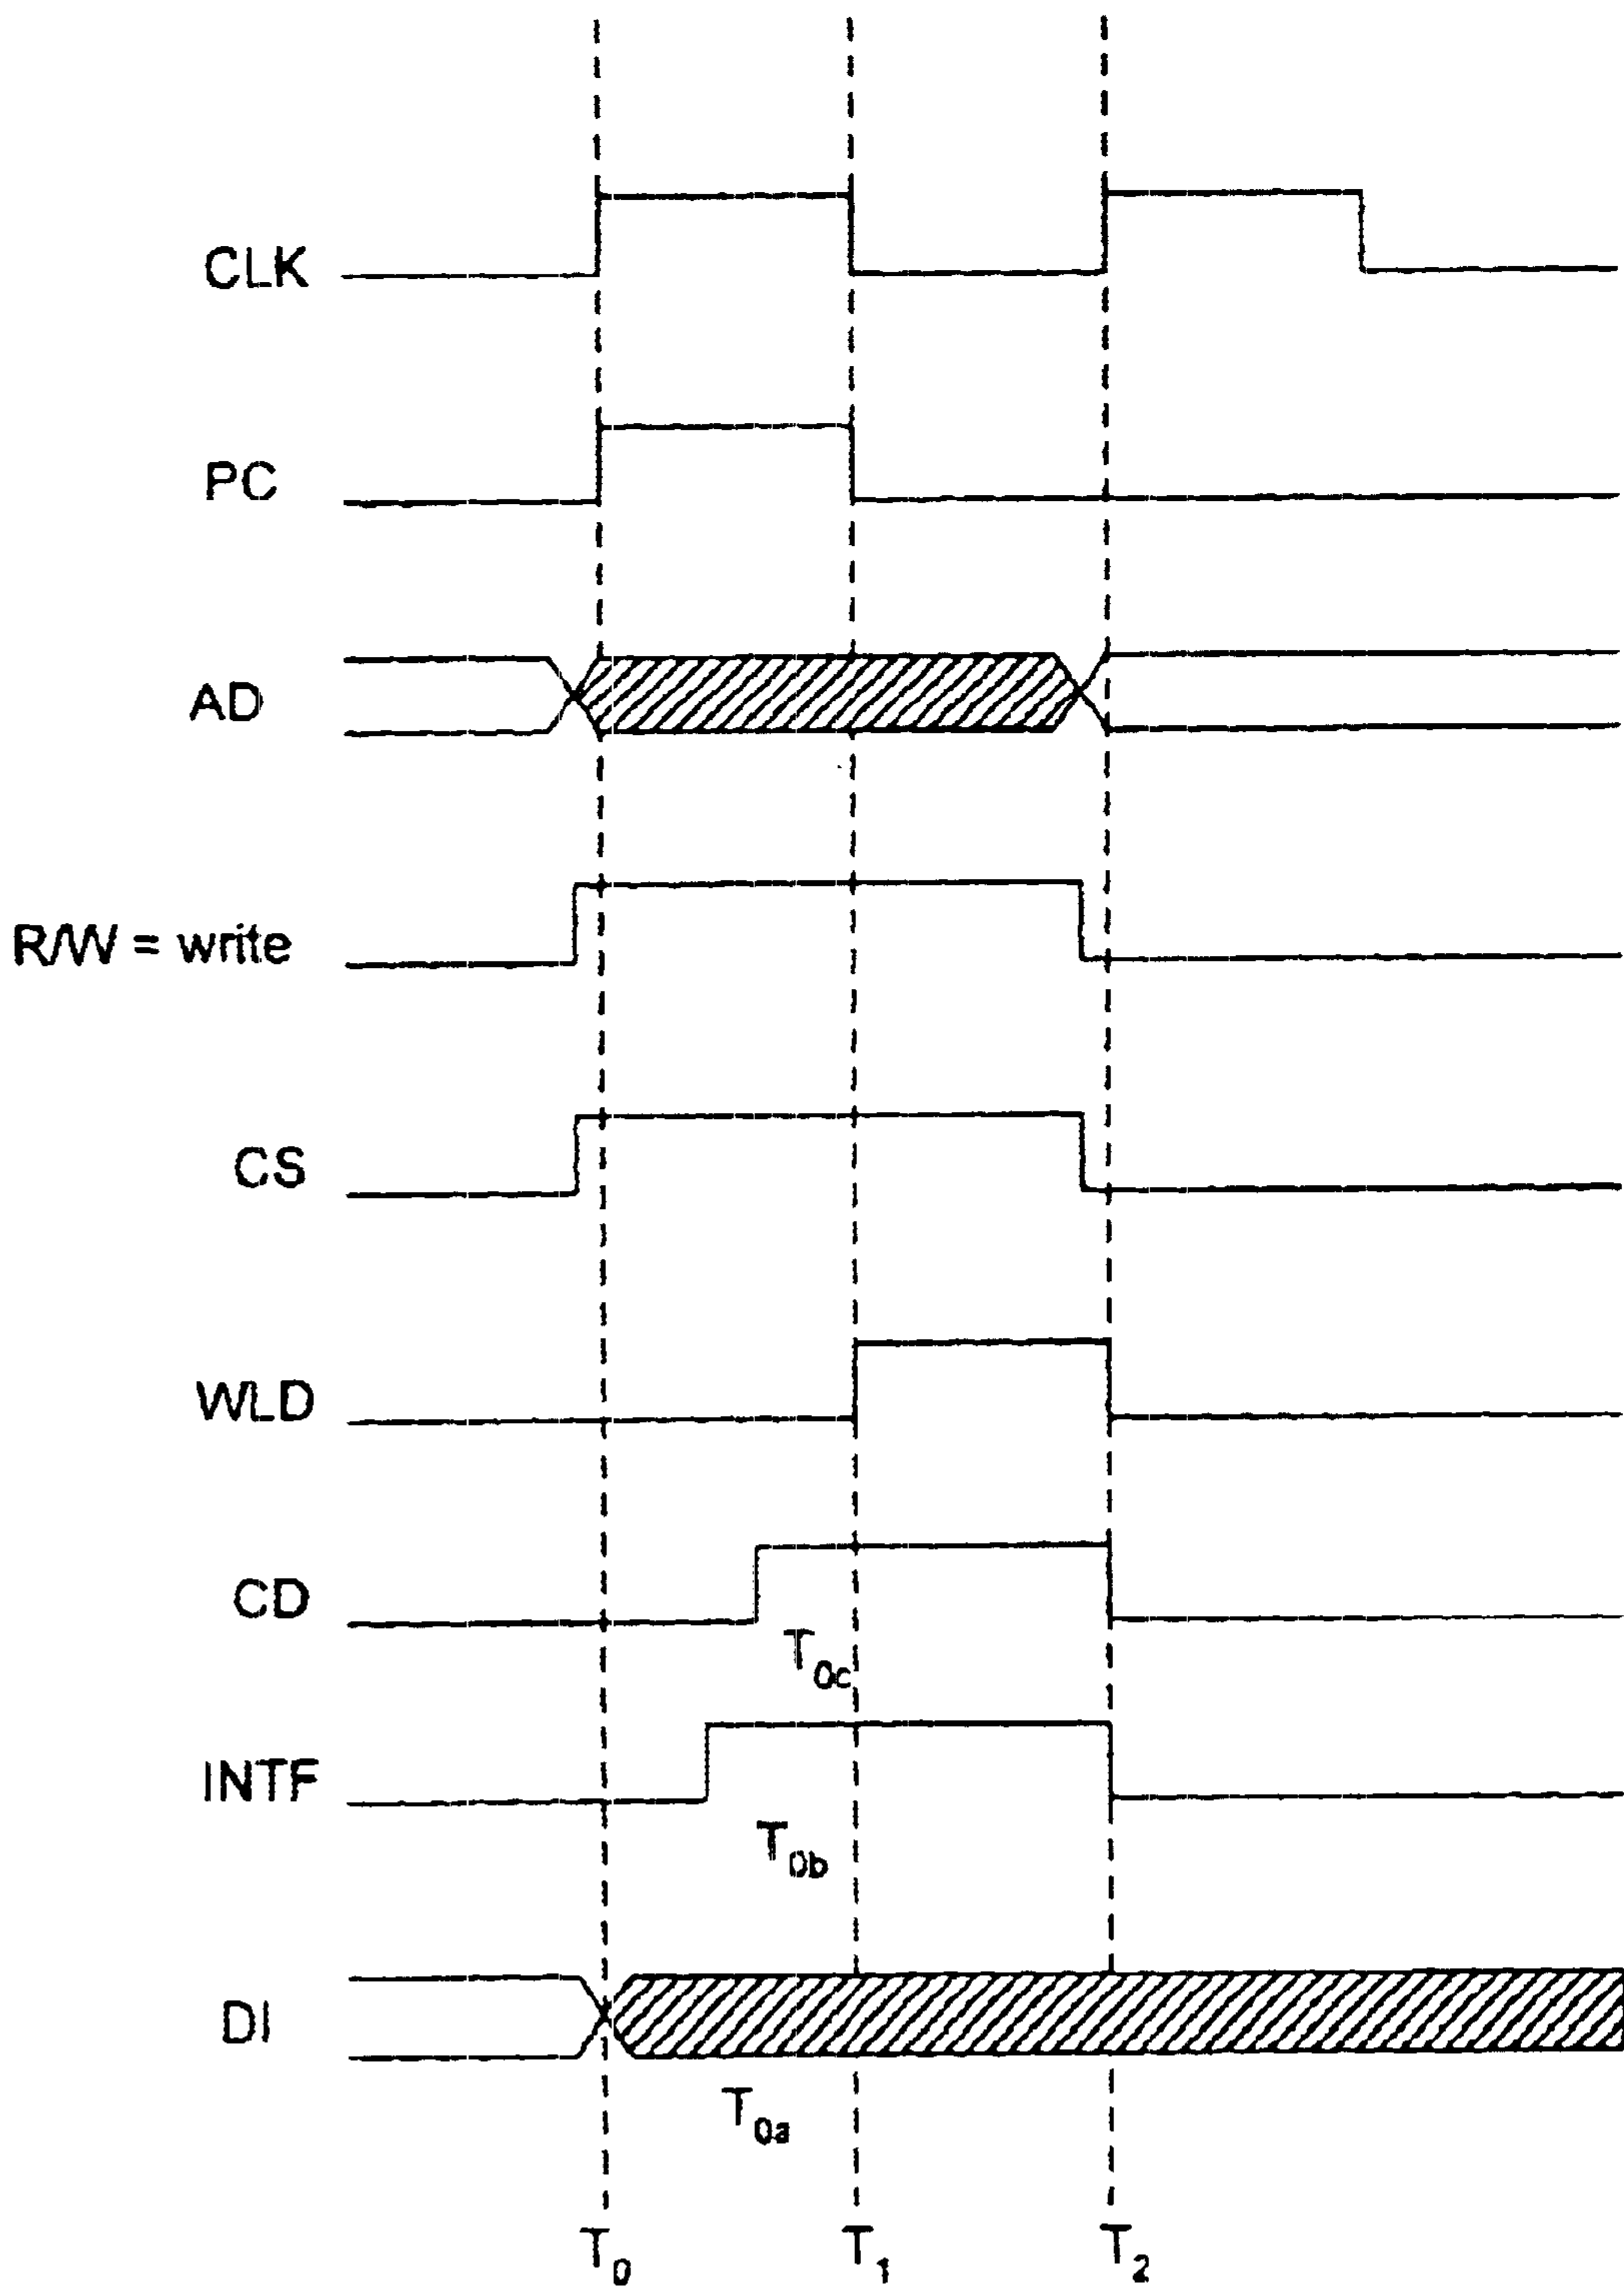 CLK
PC
AD
R/W = write
CS
WLD
CD
T0c
INTF
T0b
DI
T0a
T0 T1 T2